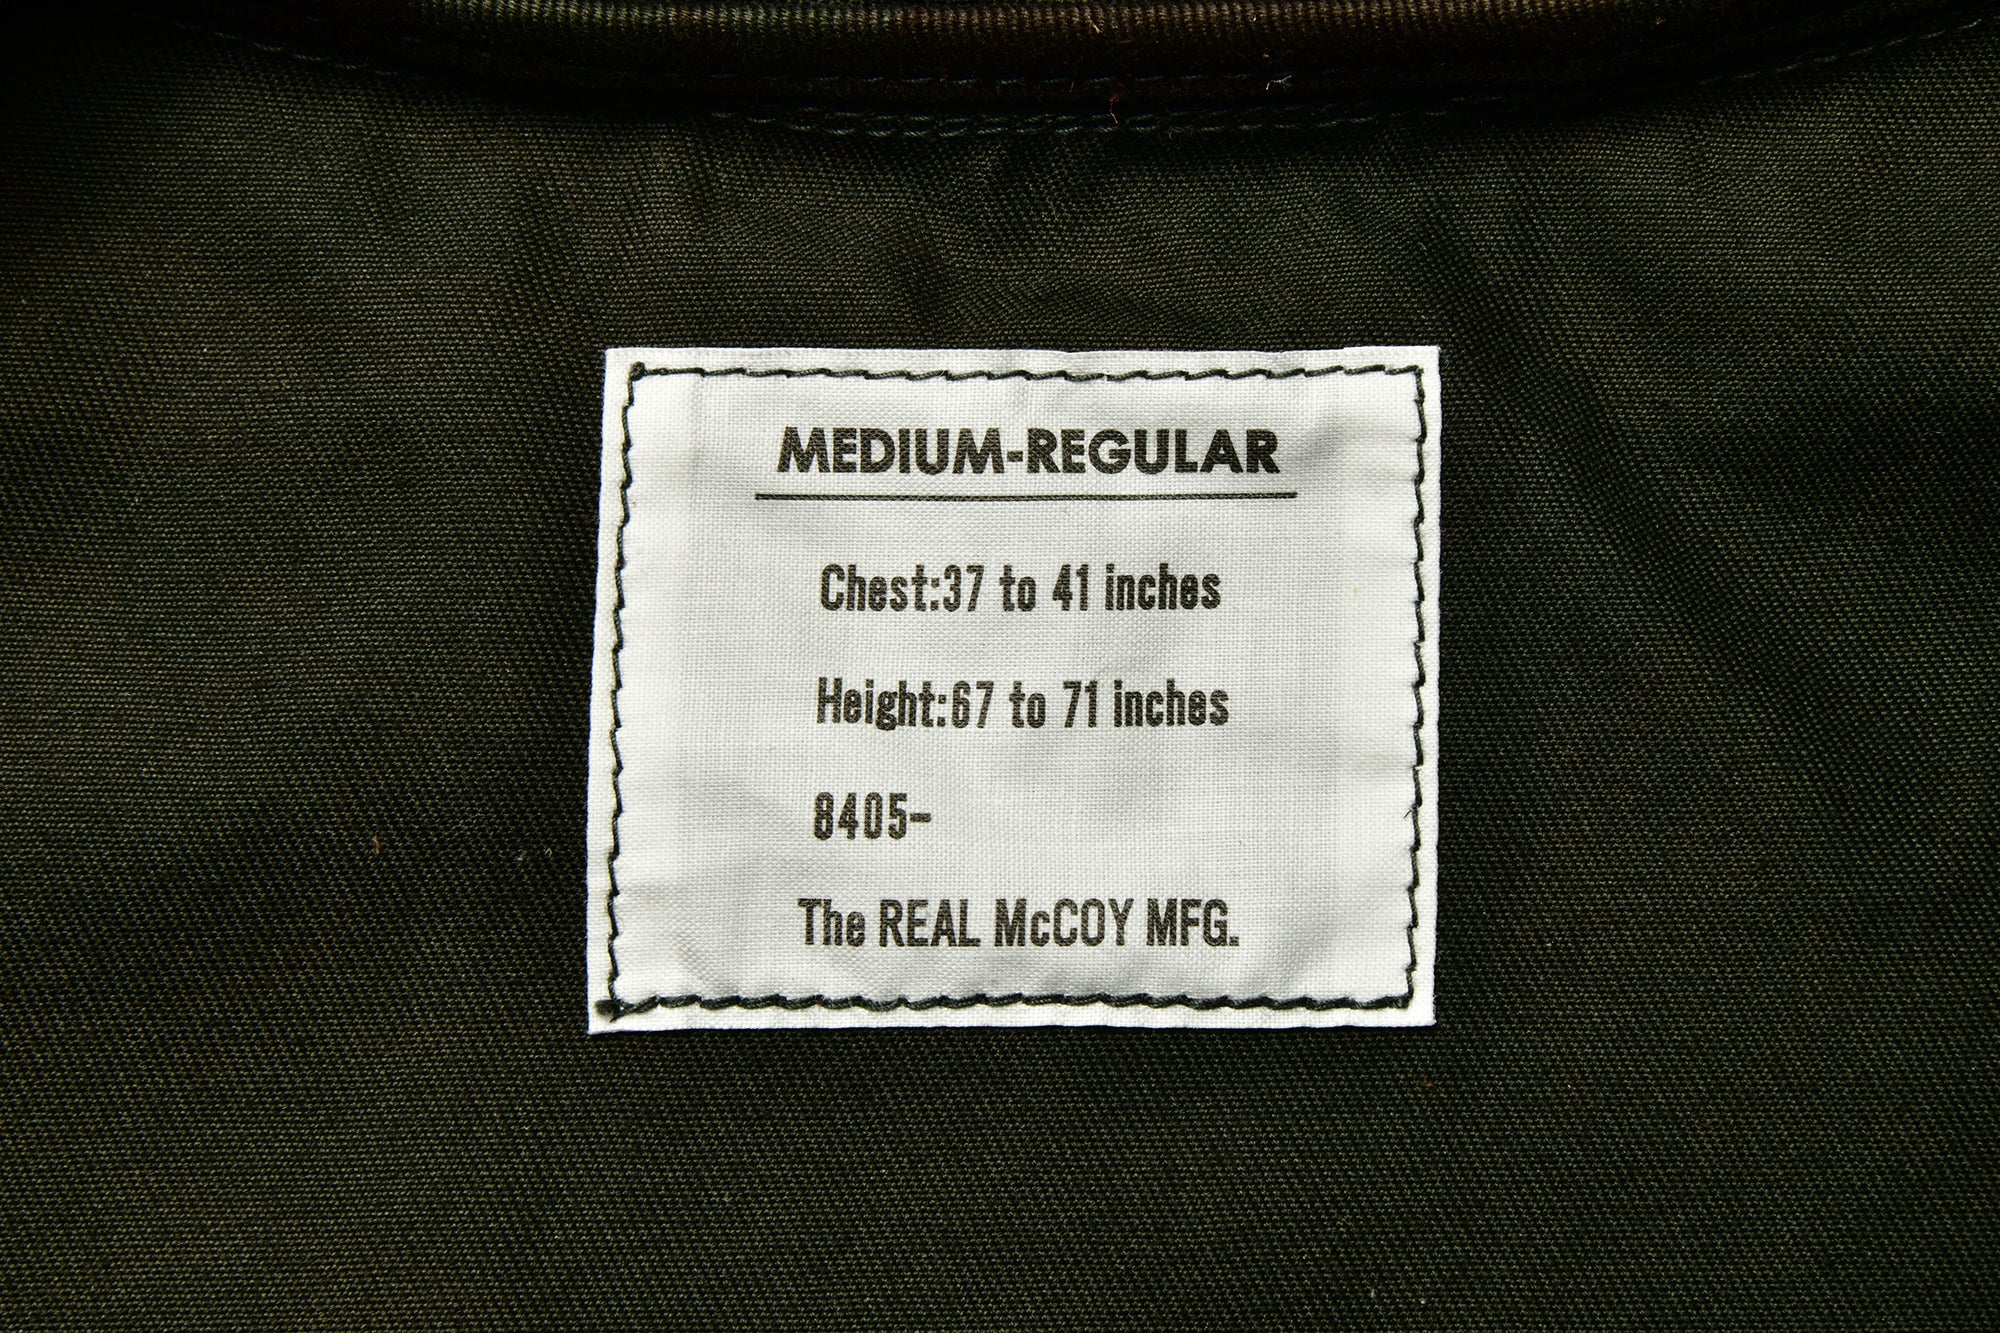 MEDIUM-REGULAR
Chest:37 to 41 inches
Height:67 to 71 inches
8405-
The REAL McCOY MFG.